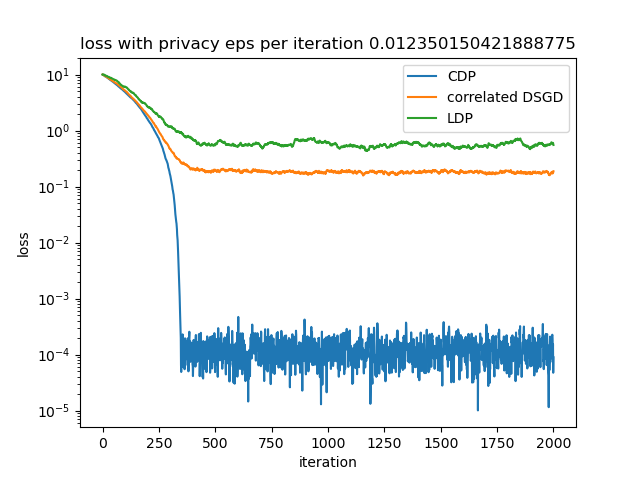 loss with privacy eps per iteration 0.012350150421888775
CDP
correlated DSGD
LDP
10¹
10⁰
10⁻¹
10⁻²
10⁻³
10⁻⁴
10⁻⁵
loss
0 250 500 750 1000 1250 1500 1750 2000
iteration